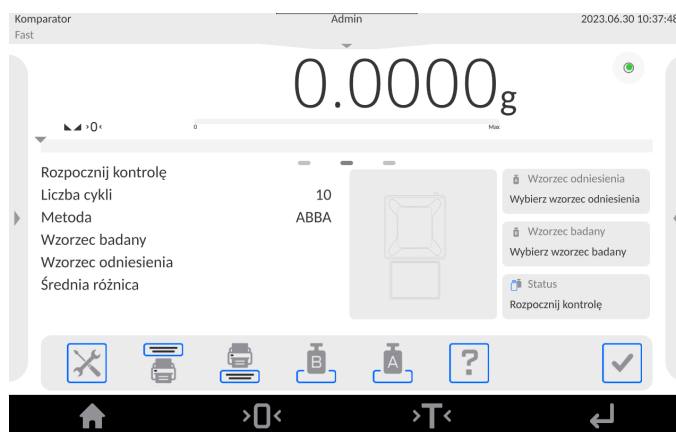 Komparator Admin 2023.06.30 10:37:48
Fast
0.0000g
>0<
0 Max
Rozpocznij kontrolę
Liczba cykli 10
Metoda ABBA
Wzorzec badany
Wzorzec odniesienia
Średnia różnica
Wzorzec odniesienia
Wybierz wzorzec odniesienia
Wzorzec badany
Wybierz wzorzec badany
Status
Rozpocznij kontrolę
B A ?
>0< >T<